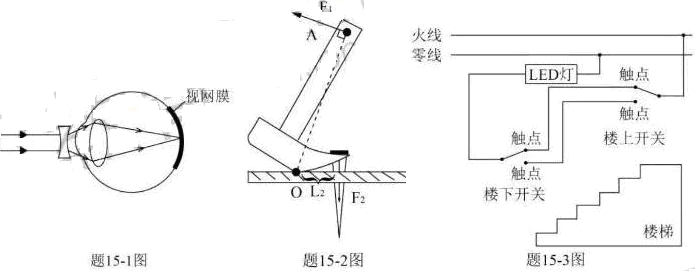 视网膜
题15-1图
F₁
A
O
L₂
F₂
题15-2图
火线
零线
LED灯
触点
触点
楼上开关
触点
触点
楼下开关
楼梯
题15-3图